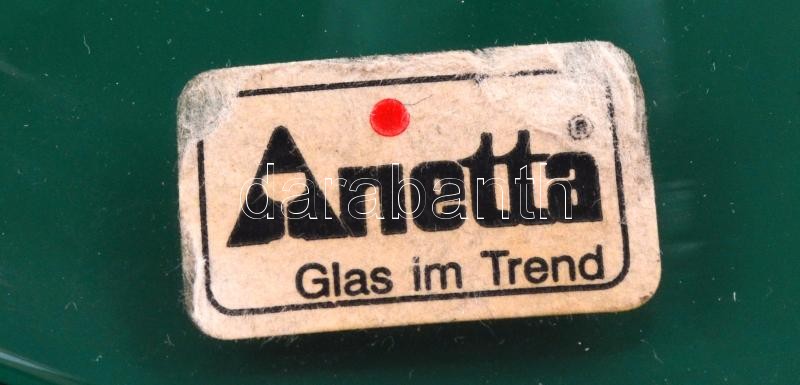 Arietta®
darabanth
Glas im Trend